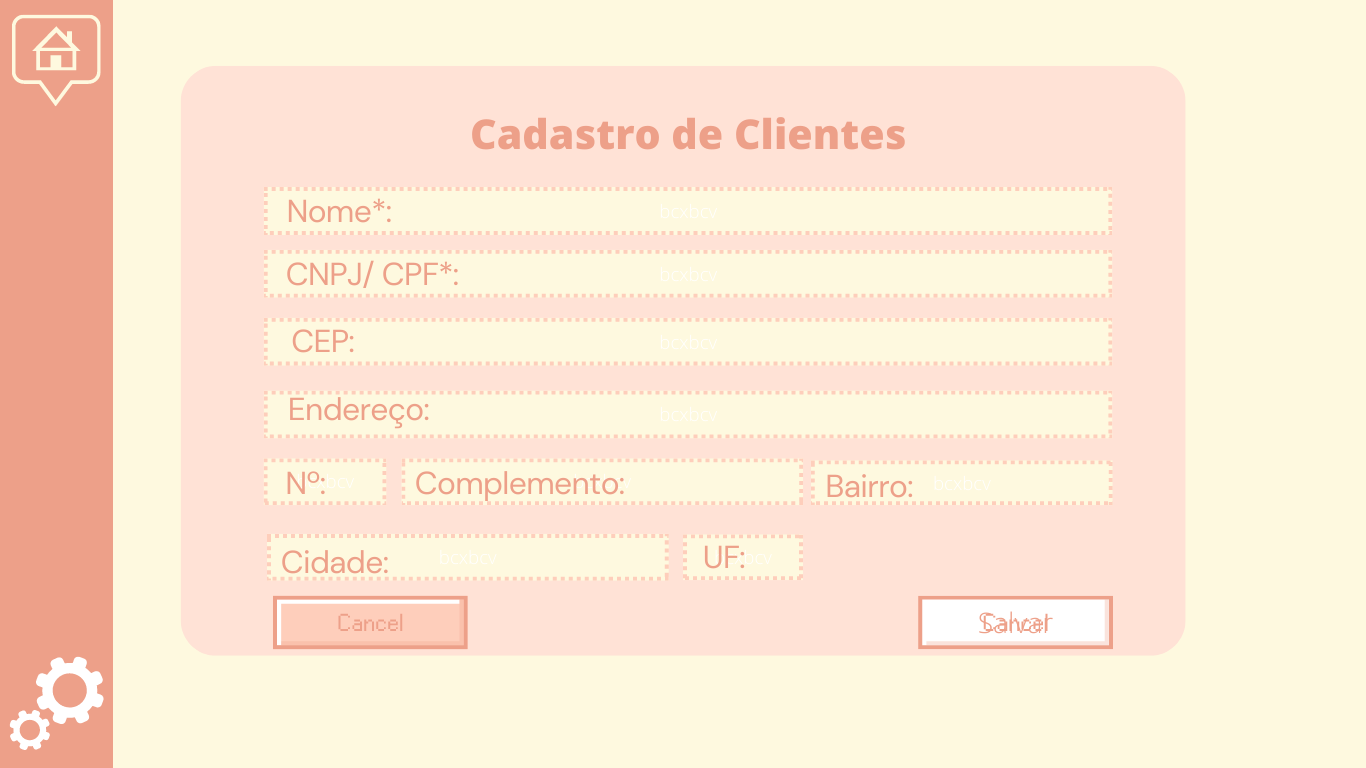 Cadastro de Clientes
Nome*:
CNPJ/ CPF*:
CEP:
Endereço:
Nº: Complemento: Bairro:
Cidade: UF:
Cancel Salvar